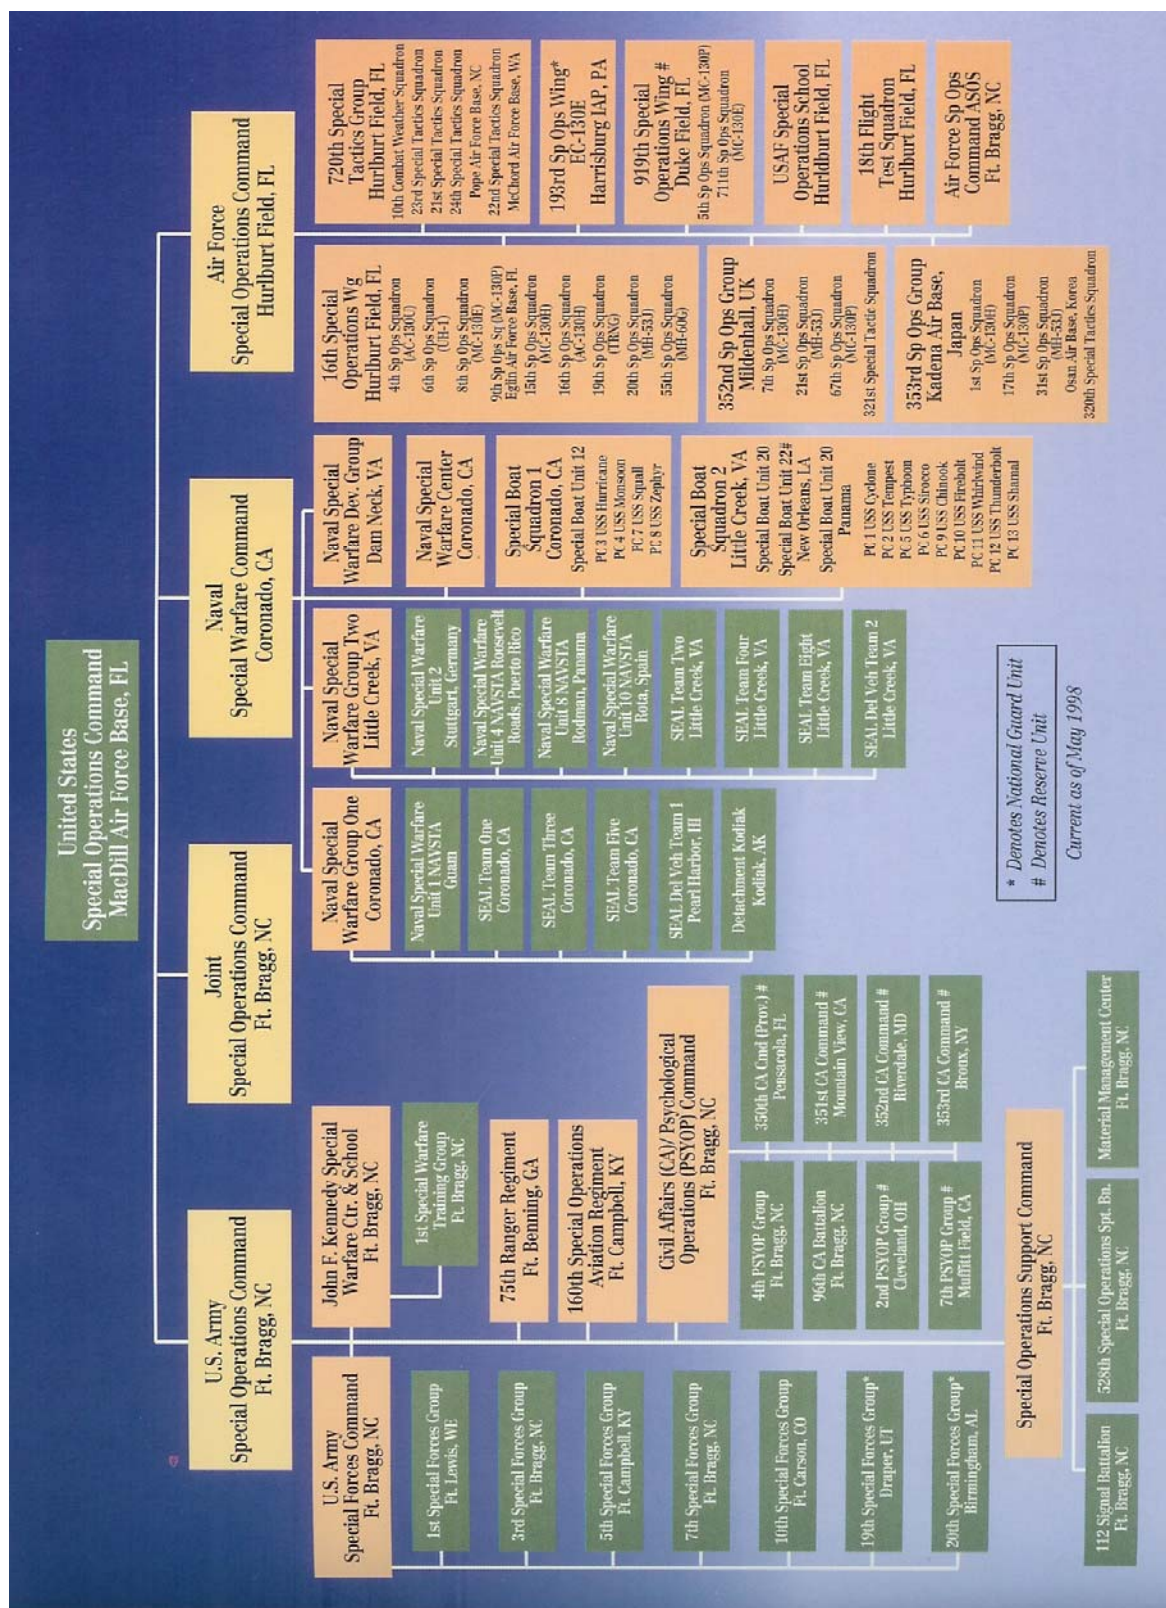 United States
Special Operations Command
MacDill Air Force Base, FL
U.S. Army
Special Operations Command
Ft. Bragg, NC
Joint
Special Operations Command
Ft. Bragg, NC
Naval
Special Warfare Command
Coronado, CA
Air Force
Special Operations Command
Hurlburt Field, FL
U.S. Army
Special Forces Command
Ft. Bragg, NC
1st Special Forces Group
Ft. Lewis, WE
3rd Special Forces Group
Ft. Bragg, NC
5th Special Forces Group
Ft. Campbell, KY
7th Special Forces Group
Ft. Bragg, NC
10th Special Forces Group
Ft. Carson, CO
19th Special Forces Group*
Draper, UT
20th Special Forces Group*
Birmingham, AL
John F. Kennedy Special
Warfare Ctr. & School
Ft. Bragg, NC
1st Special Warfare
Training Group
Ft. Bragg, NC
75th Ranger Regiment
Ft. Benning, GA
160th Special Operations
Aviation Regiment
Ft. Campbell, KY
Civil Affairs (CA)/ Psychological
Operations (PSYOP) Command
Ft. Bragg, NC
4th PSYOP Group
Ft. Bragg, NC
96th CA Battalion
Ft. Bragg, NC
2nd PSYOP Group #
Cleveland, OH
7th PSYOP Group #
Muffitt Field, CA
350th CA Cmd (Prov.) #
Pensacola, FL
351st CA Command #
Mountain View, CA
352nd CA Command #
Riverdale, MD
353rd CA Command #
Bronx, NY
Special Operations Support Command
Ft. Bragg, NC
112 Signal Battalion
Ft. Bragg, NC
528th Special Operations Spt. Bn.
Ft. Bragg, NC
Material Management Center
Ft. Bragg, NC
Naval Special
Warfare Group One
Coronado, CA
Naval Special Warfare
Unit 1 NAVSTA
Guam
SEAL Team One
Coronado, CA
SEAL Team Three
Coronado, CA
SEAL Team Five
Coronado, CA
SEAL Del Veh Team 1
Pearl Harbor, HI
Detachment Kodiak
Kodiak, AK
Naval Special
Warfare Group Two
Little Creek, VA
Naval Special Warfare
Unit 2
Stuttgart, Germany
Naval Special Warfare
Unit 4 NAVSTA Roosevelt
Roads, Puerto Rico
Naval Special Warfare
Unit 8 NAVSTA
Rodman, Panama
Naval Special Warfare
Unit 10 NAVSTA
Rota, Spain
SEAL Team Two
Little Creek, VA
SEAL Team Four
Little Creek, VA
SEAL Team Eight
Little Creek, VA
SEAL Del Veh Team 2
Little Creek, VA
Naval Special
Warfare Dev. Group
Dam Neck, VA
Naval Special
Warfare Center
Coronado, CA
Special Boat
Squadron 1
Coronado, CA
Special Boat Unit 12
PC 3 USS Hurricane
PC 4 USS Monsoon
PC 7 USS Squall
PC 8 USS Zephyr
Special Boat
Squadron 2
Little Creek, VA
Special Boat Unit 20
Special Boat Unit 22#
New Orleans, LA
Special Boat Unit 20
Panama
PC 1 USS Cyclone
PC 2 USS Tempest
PC 5 USS Typhoon
PC 6 USS Sirocco
PC 9 USS Chinook
PC 10 USS Firebolt
PC 11 USS Whirlwind
PC 12 USS Thunderbolt
PC 13 USS Shamal
16th Special
Operations Wg
Hurlburt Field, FL
4th Sp Ops Squadron
(AC-130U)
6th Sp Ops Squadron
(UH-1)
8th Sp Ops Squadron
(MC-130E)
9th Sp Ops Sq (MC-130P)
Eglin Air Force Base, FL
15th Sp Ops Squadron
(MC-130H)
16th Sp Ops Squadron
(AC-130H)
19th Sp Ops Squadron
(TRNG)
20th Sp Ops Squadron
(MH-53J)
55th Sp Ops Squadron
(MH-60G)
352nd Sp Ops Group
Mildenhall, UK
7th Sp Ops Squadron
(MC-130H)
21st Sp Ops Squadron
(MH-53J)
67th Sp Ops Squadron
(MC-130P)
321st Special Tactic Squadron
353rd Sp Ops Group
Kadena Air Base,
Japan
1st Sp Ops Squadron
(MC-130H)
17th Sp Ops Squadron
(MC-130P)
31st Sp Ops Squadron
(MH-53J)
Osan Air Base, Korea
320th Special Tactics Squadron
720th Special
Tactics Group
Hurlburt Field, FL
10th Combat Weather Squadron
23rd Special Tactics Squadron
21st Special Tactics Squadron
24th Special Tactics Squadron
Pope Air Force Base, NC
22nd Special Tactics Squadron
McChord Air Force Base, WA
193rd Sp Ops Wing*
EC-130E
Harrisburg IAP, PA
919th Special
Operations Wing #
Duke Field, FL
5th Sp Ops Squadron (MC-130P)
711th Sp Ops Squadron
(MC-130E)
USAF Special
Operations School
Hurldburt Field, FL
18th Flight
Test Squadron
Hurlburt Field, FL
Air Force Sp Ops
Command ASOS
Ft. Bragg, NC
* Denotes National Guard Unit
# Denotes Reserve Unit
Current as of May 1998